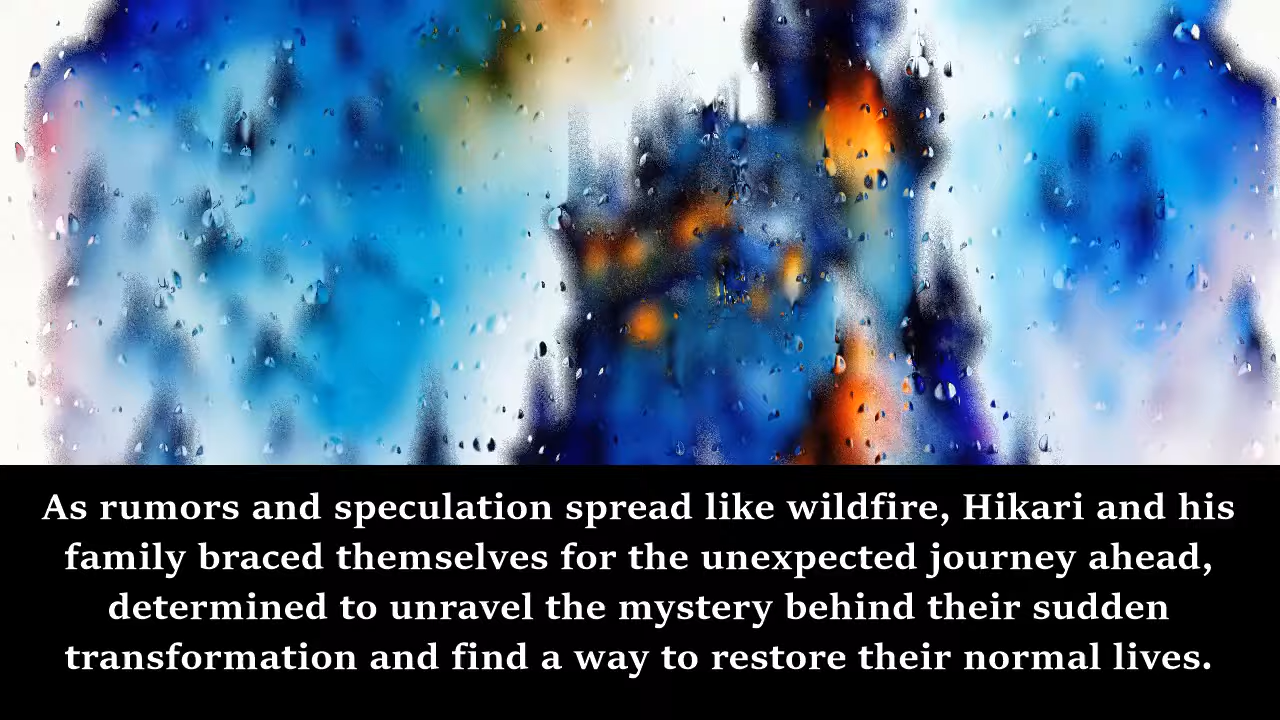 As rumors and speculation spread like wildfire, Hikari and his
family braced themselves for the unexpected journey ahead,
determined to unravel the mystery behind their sudden
transformation and find a way to restore their normal lives.